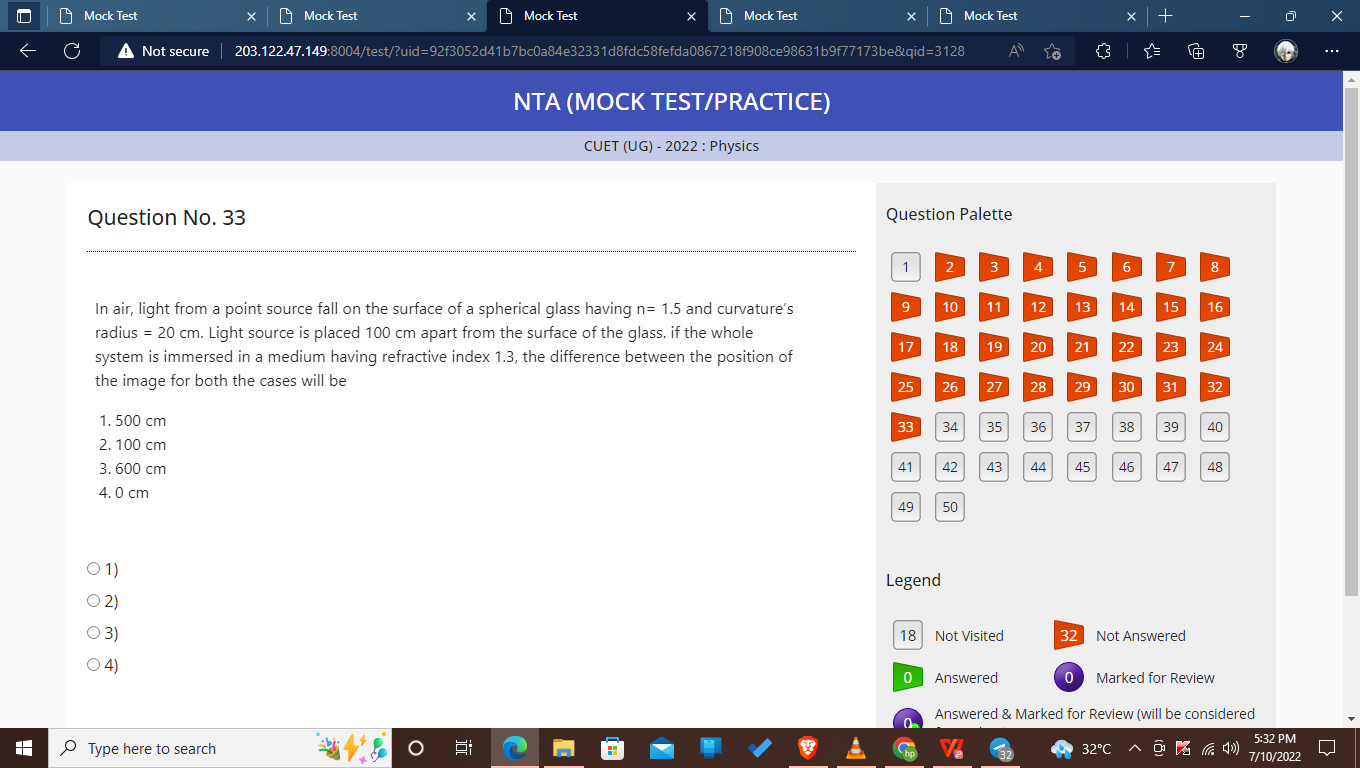 Mock Test
Mock Test
Mock Test
Mock Test
Mock Test
Not secure
203.122.47.149:8004/test/?uid=92f3052d41b7bc0a84e32331d8fdc58fefda0867218f908ce98631b9f77173be&qid=3128
NTA (MOCK TEST/PRACTICE)
CUET (UG) - 2022 : Physics
Question No. 33
In air, light from a point source fall on the surface of a spherical glass having n= 1.5 and curvature's
radius = 20 cm. Light source is placed 100 cm apart from the surface of the glass. if the whole
system is immersed in a medium having refractive index 1.3, the difference between the position of
the image for both the cases will be
1. 500 cm
2. 100 cm
3. 600 cm
4. 0 cm
1)
2)
3)
4)
Question Palette
1 2 3 4 5 6 7 8
9 10 11 12 13 14 15 16
17 18 19 20 21 22 23 24
25 26 27 28 29 30 31 32
33 34 35 36 37 38 39 40
41 42 43 44 45 46 47 48
49 50
Legend
18 Not Visited
32 Not Answered
0 Answered
0 Marked for Review
0 Answered & Marked for Review (will be considered
Type here to search
hp
32
32°C
5:32 PM
7/10/2022